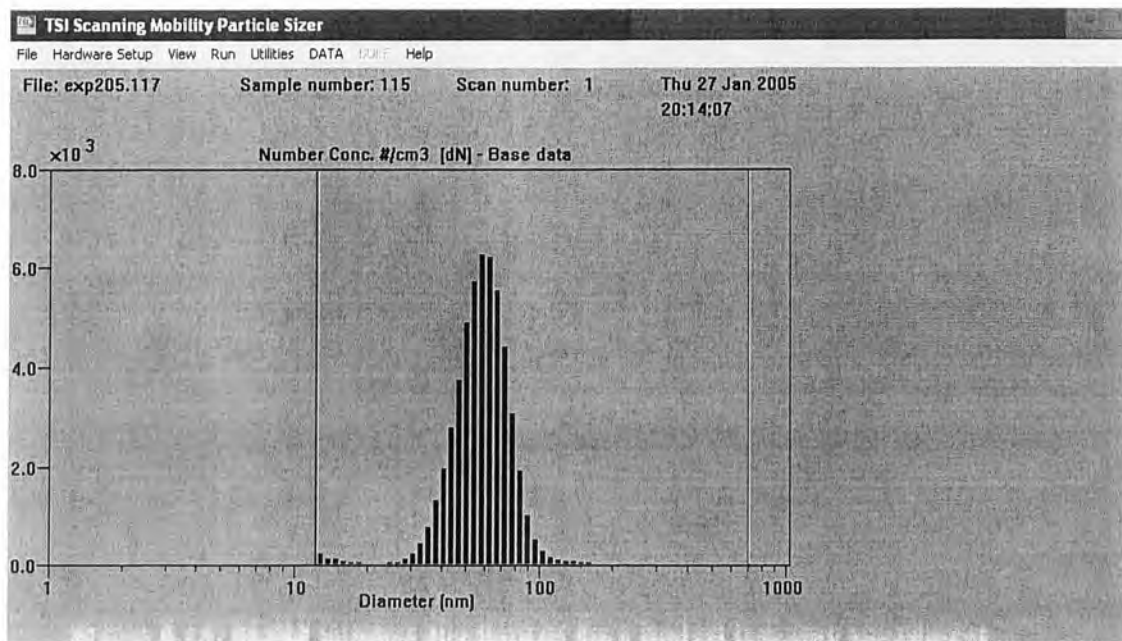 TSI Scanning Mobility Particle Sizer
File Hardware Setup View Run Utilities DATA Help
File: exp205.117 Sample number: 115 Scan number: 1 Thu 27 Jan 2005
20:14:07
×10 3 Number Conc. #/cm3 [dN] - Base data
8.0
6.0
4.0
2.0
0.0
1 10 100 1000
Diameter [nm]